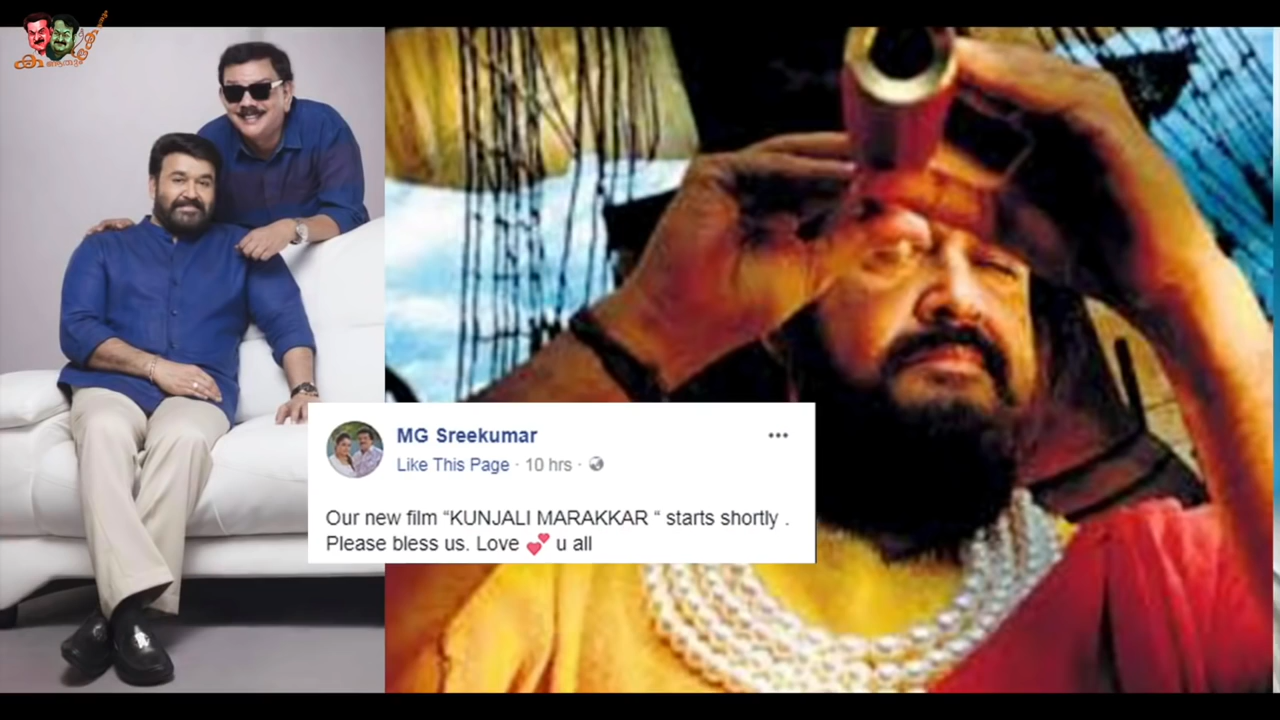 MG Sreekumar
Like This Page · 10 hrs ·
Our new film “KUNJALI MARAKKAR “ starts shortly .
Please bless us. Love 💕 u all